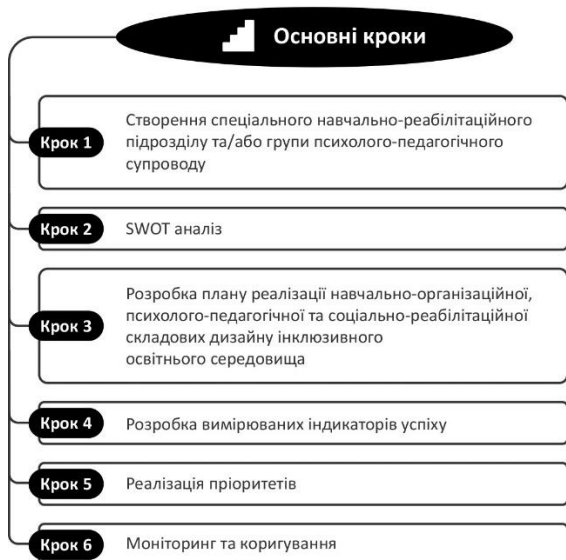 Основні кроки
Крок 1
Створення спеціального навчально-реабілітаційного
підрозділу та/або групи психолого-педагогічного
супроводу
Крок 2
SWOT аналіз
Крок 3
Розробка плану реалізації навчально-організаційної,
психолого-педагогічної та соціально-реабілітаційної
складових дизайну інклюзивного
освітнього середовища
Крок 4
Розробка вимірюваних індикаторів успіху
Крок 5
Реалізація пріоритетів
Крок 6
Моніторинг та коригування